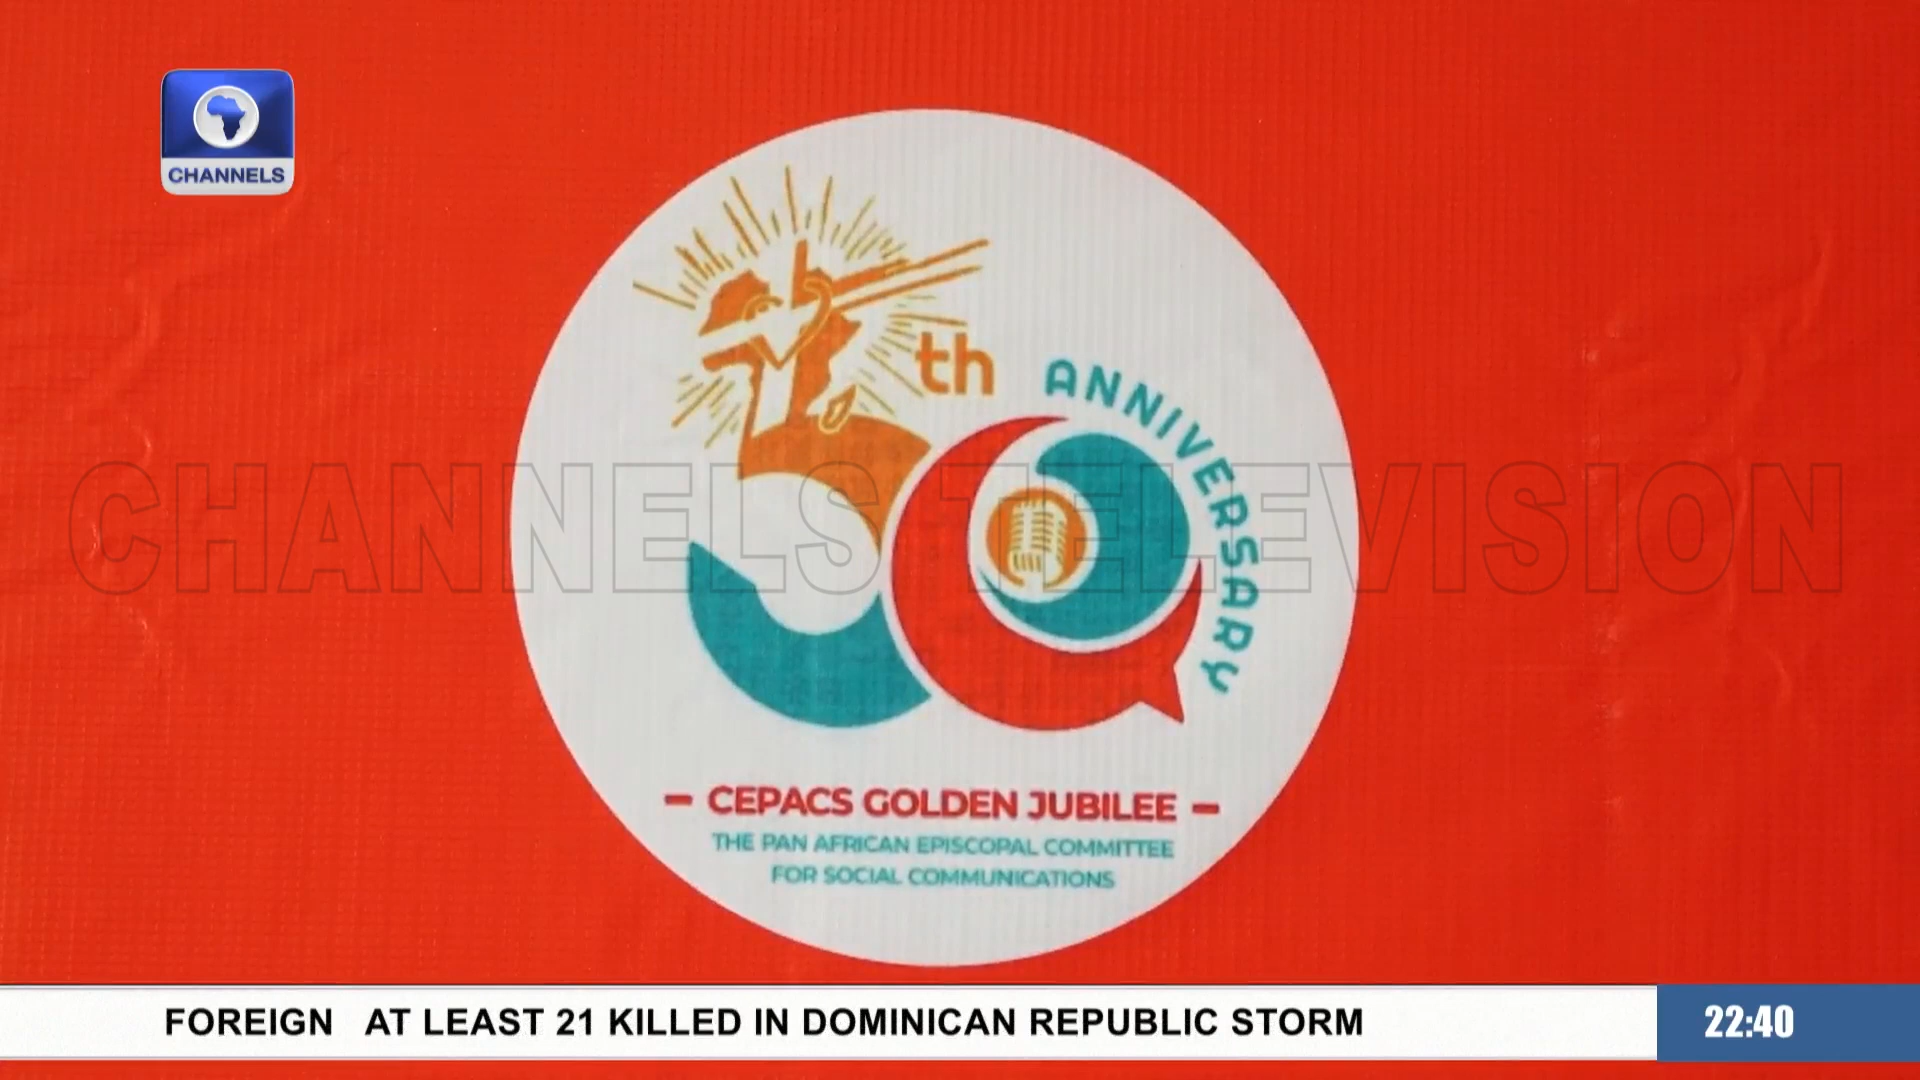 CHANNELS
50th
ANNIVERSARY
CHANNELS TELEVISION
- CEPACS GOLDEN JUBILEE -
THE PAN AFRICAN EPISCOPAL COMMITTEE
FOR SOCIAL COMMUNICATIONS
FOREIGN AT LEAST 21 KILLED IN DOMINICAN REPUBLIC STORM
22:40